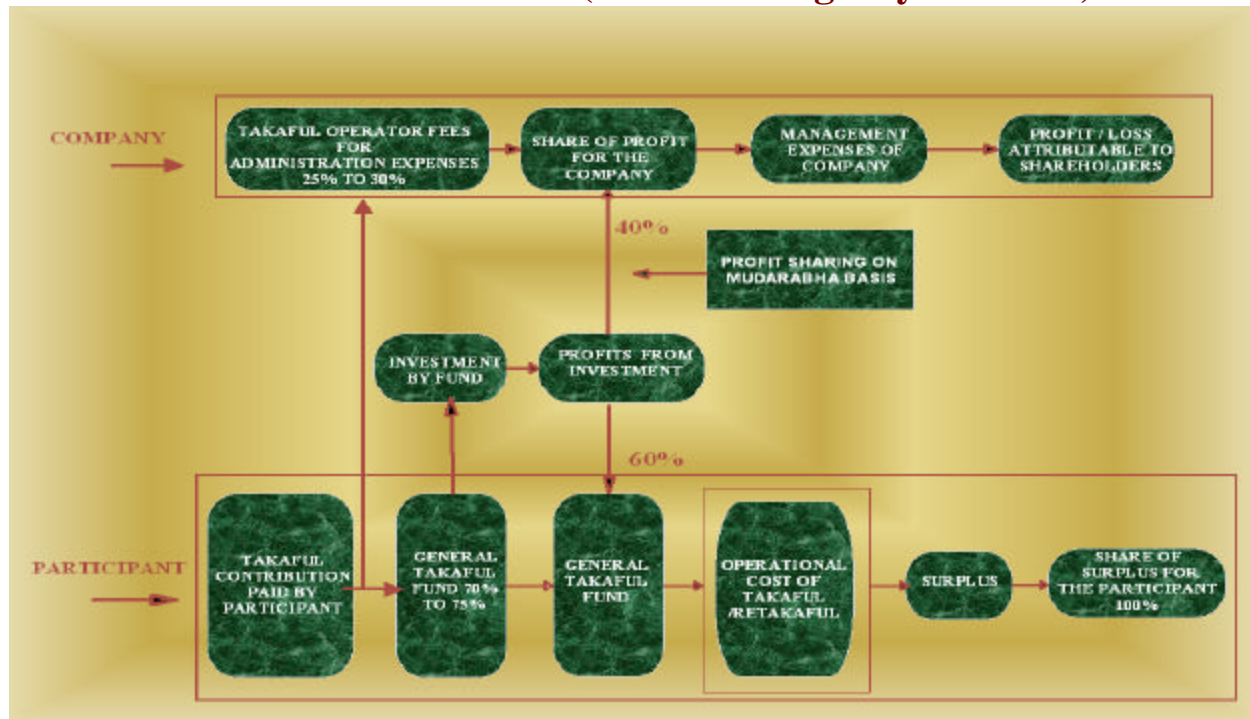 COMPANY
TAKAFUL OPERATOR FEES
FOR
ADMINISTRATION EXPENSES
25% TO 30%
SHARE OF PROFIT
FOR THE
COMPANY
MANAGEMENT
EXPENSES OF
COMPANY
PROFIT / LOSS
ATTRIBUTABLE TO
SHAREHOLDERS
40%
PROFIT SHARING ON
MUDARABHA BASIS
INVESTMENT
BY FUND
PROFITS FROM
INVESTMENT
60%
PARTICIPANT
TAKAFUL
CONTRIBUTION
PAID BY
PARTICIPANT
GENERAL
TAKAFUL
FUND 70%
TO 75%
GENERAL
TAKAFUL
FUND
OPERATIONAL
COST OF
TAKAFUL
/RETAKAFUL
SURPLUS
SHARE OF
SURPLUS FOR
THE PARTICIPANT
100%